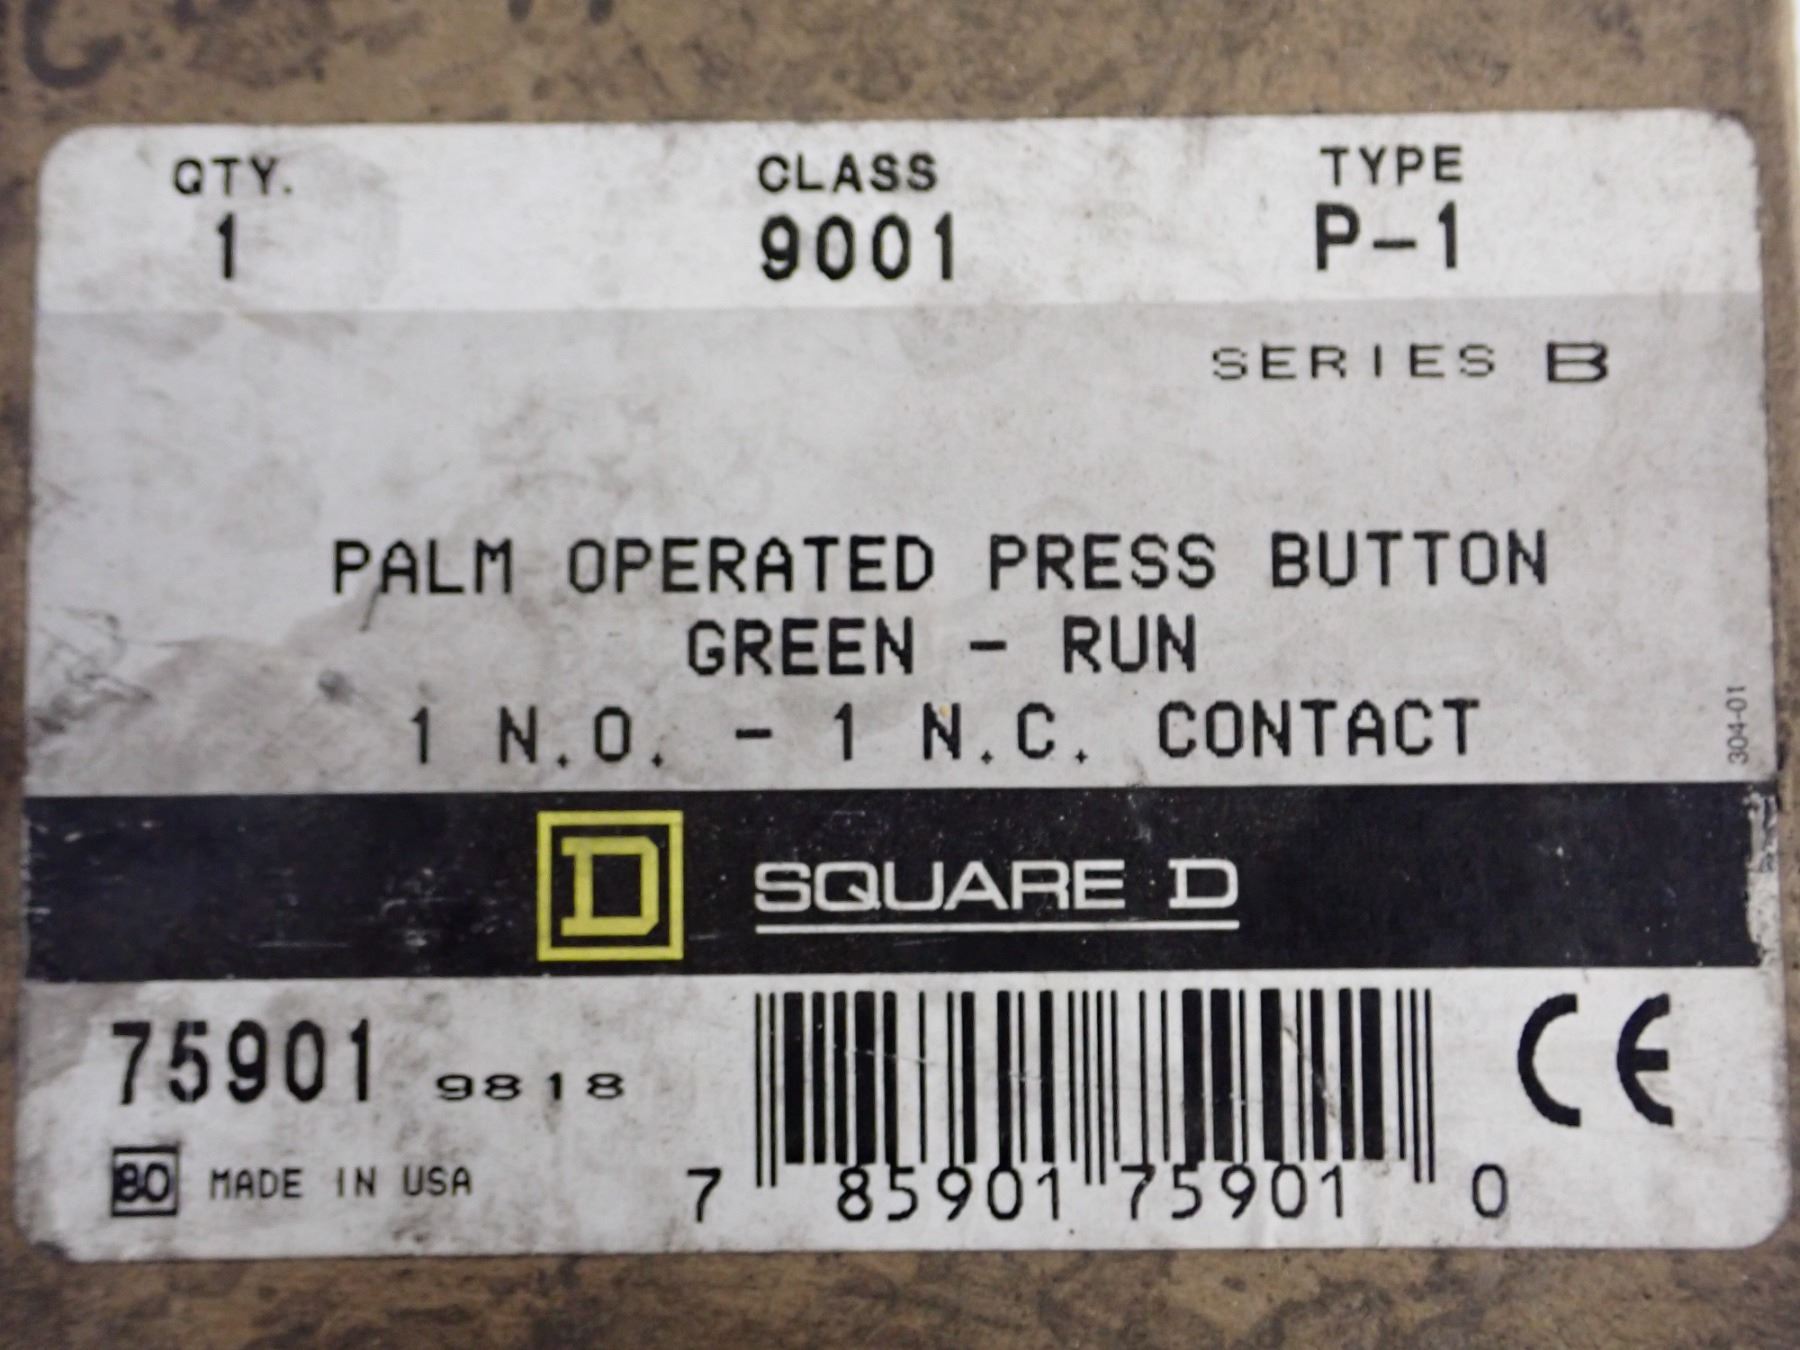 QTY. CLASS TYPE
1 9001 P-1
SERIES B
PALM OPERATED PRESS BUTTON
GREEN - RUN
1 N.O. - 1 N.C. CONTACT
304-01
D SQUARE D
75901 9818
CE
80 MADE IN USA
7 85901 75901 0